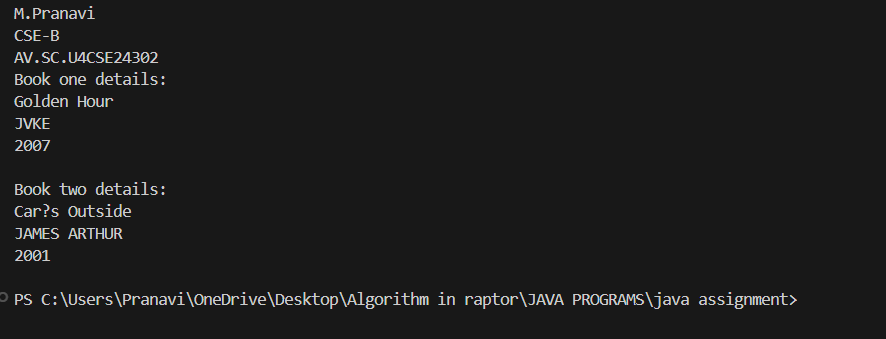 M.Pranavi
CSE-B
AV.SC.U4CSE24302
Book one details:
Golden Hour
JVKE
2007
Book two details:
Car?s Outside
JAMES ARTHUR
2001
PS C:\Users\Pranavi\OneDrive\Desktop\Algorithm in raptor\JAVA PROGRAMS\java assignment>